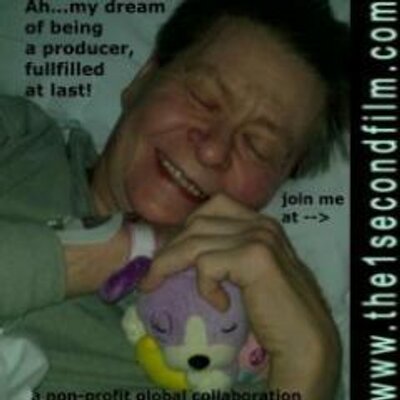 Ah...my dream
of being
a producer,
fullfilled
at last!
join me
at -->
www.the1secondfilm.com
a non-profit global collaboration